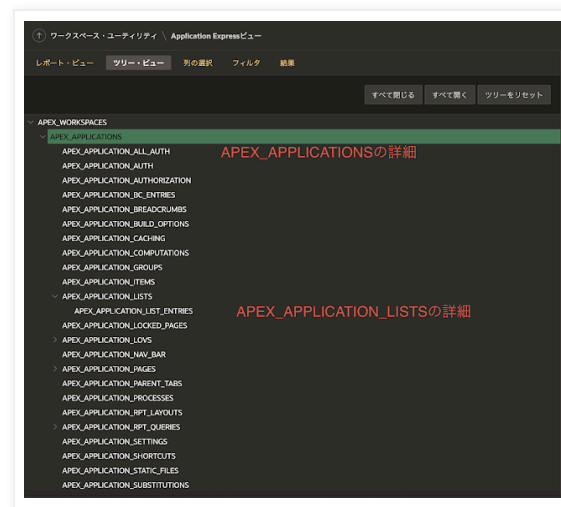 ワークスペース・ユーティリティ \ Application Expressビュー
レポート・ビュー ツリー・ビュー 列の選択 フィルタ 結果
すべて閉じる すべて開く ツリーをリセット
APEX_WORKSPACES
APEX_APPLICATIONS
APEX_APPLICATION_ALL_AUTH APEX_APPLICATIONSの詳細
APEX_APPLICATION_AUTH
APEX_APPLICATION_AUTHORIZATION
APEX_APPLICATION_BC_ENTRIES
APEX_APPLICATION_BREADCRUMBS
APEX_APPLICATION_BUILD_OPTIONS
APEX_APPLICATION_CACHING
APEX_APPLICATION_COMPUTATIONS
APEX_APPLICATION_GROUPS
APEX_APPLICATION_ITEMS
APEX_APPLICATION_LISTS
APEX_APPLICATION_LIST_ENTRIES APEX_APPLICATION_LISTSの詳細
APEX_APPLICATION_LOCKED_PAGES
APEX_APPLICATION_LOVS
APEX_APPLICATION_NAV_BAR
APEX_APPLICATION_PAGES
APEX_APPLICATION_PARENT_TABS
APEX_APPLICATION_PROCESSES
APEX_APPLICATION_RPT_LAYOUTS
APEX_APPLICATION_RPT_QUERIES
APEX_APPLICATION_SETTINGS
APEX_APPLICATION_SHORTCUTS
APEX_APPLICATION_STATIC_FILES
APEX_APPLICATION_SUBSTITUTIONS